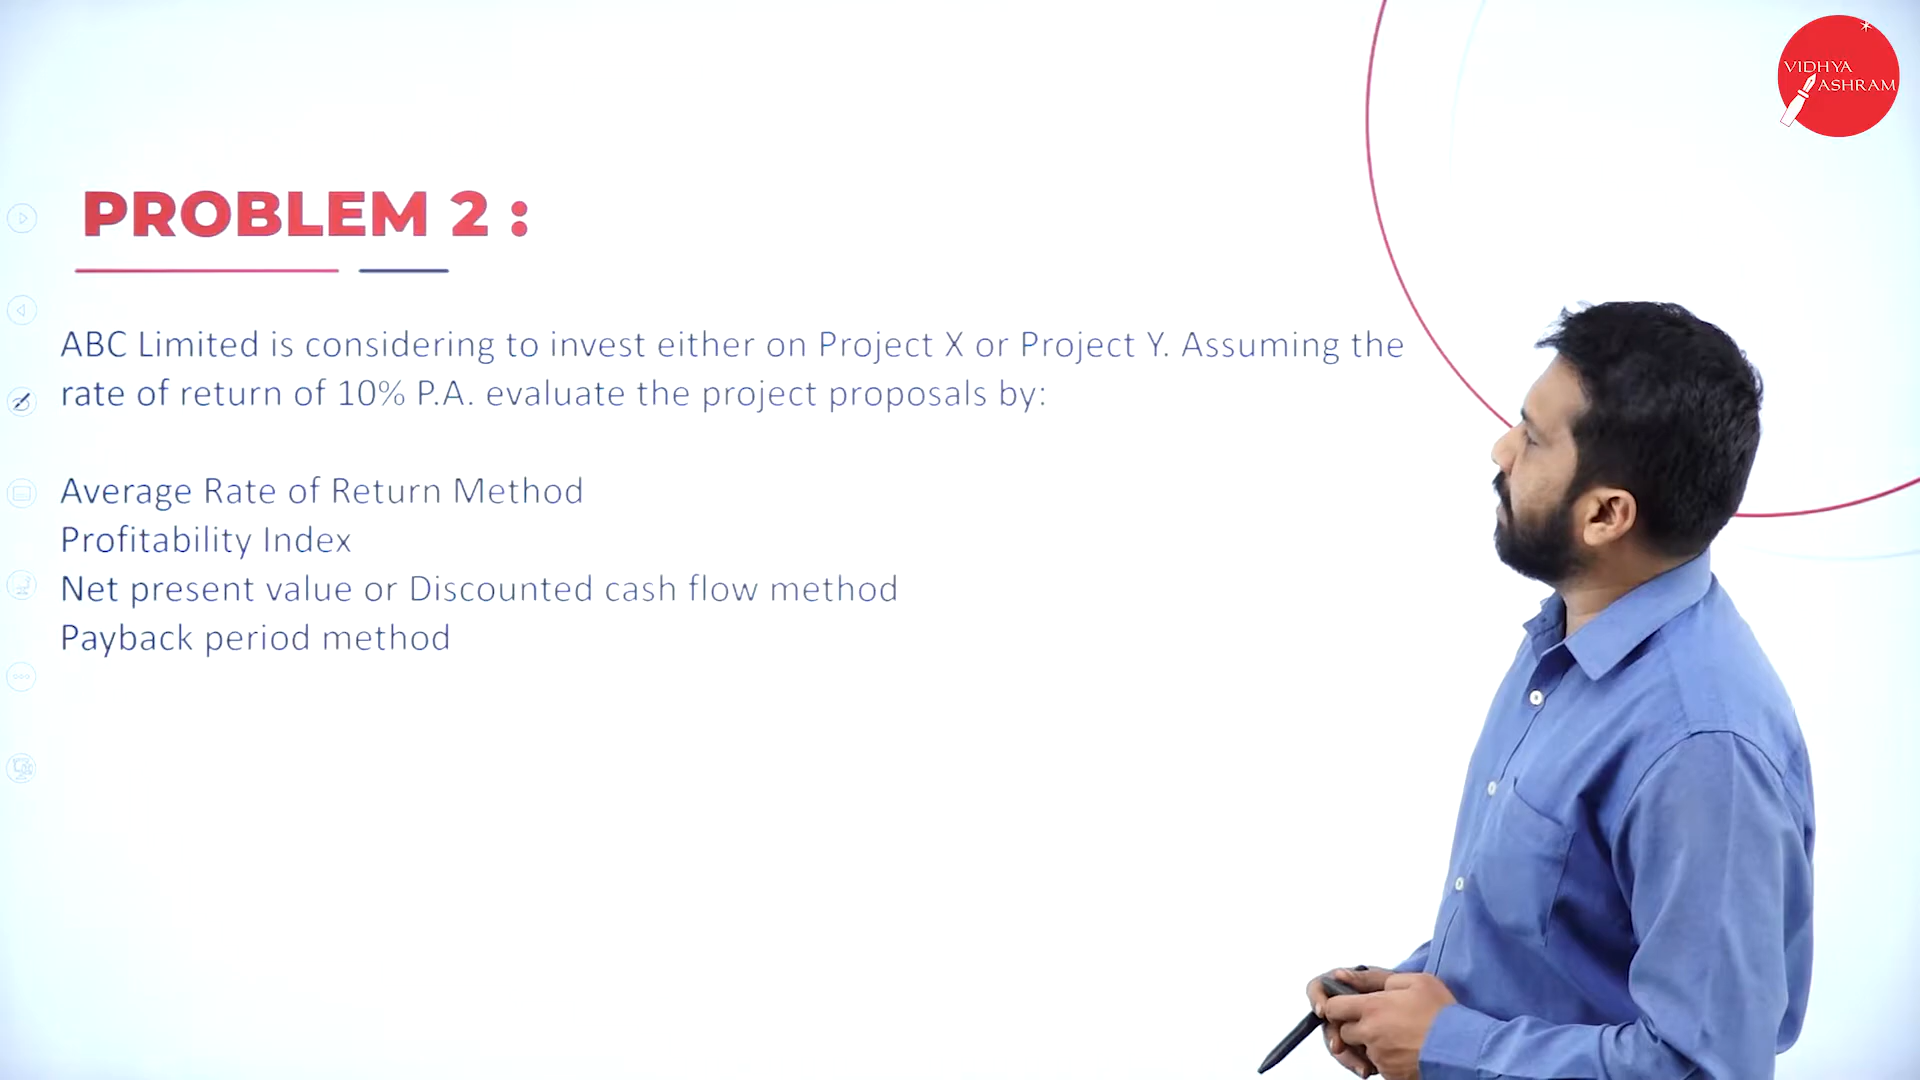 VIDHYA
ASHRAM
PROBLEM 2 :
ABC Limited is considering to invest either on Project X or Project Y. Assuming the
rate of return of 10% P.A. evaluate the project proposals by:
Average Rate of Return Method
Profitability Index
Net present value or Discounted cash flow method
Payback period method